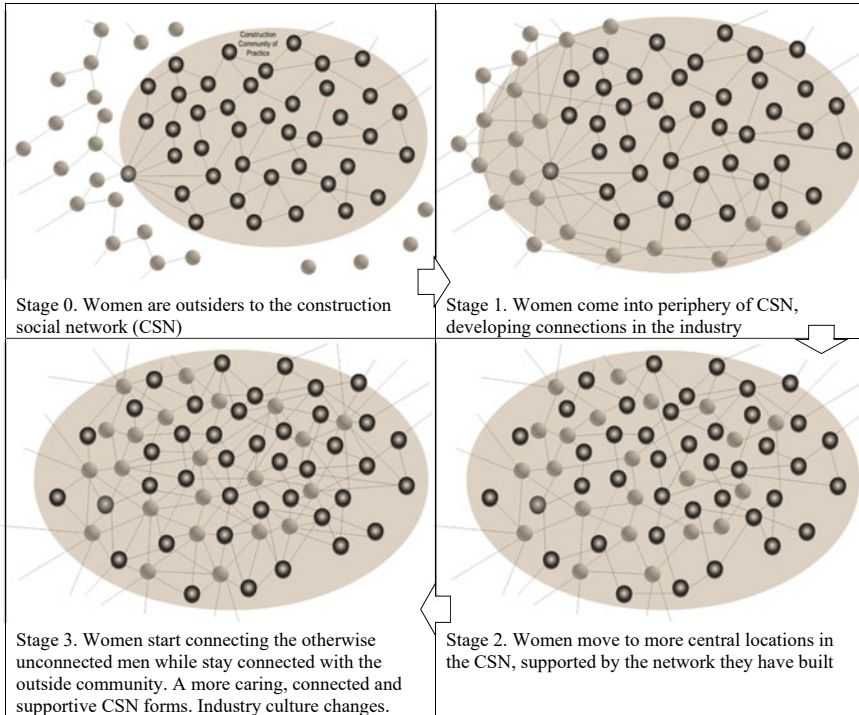 Construction
Community of
Practice
Stage 0. Women are outsiders to the construction
social network (CSN)
Stage 1. Women come into periphery of CSN,
developing connections in the industry
Stage 3. Women start connecting the otherwise
unconnected men while stay connected with the
outside community. A more caring, connected and
supportive CSN forms. Industry culture changes.
Stage 2. Women move to more central locations in
the CSN, supported by the network they have built